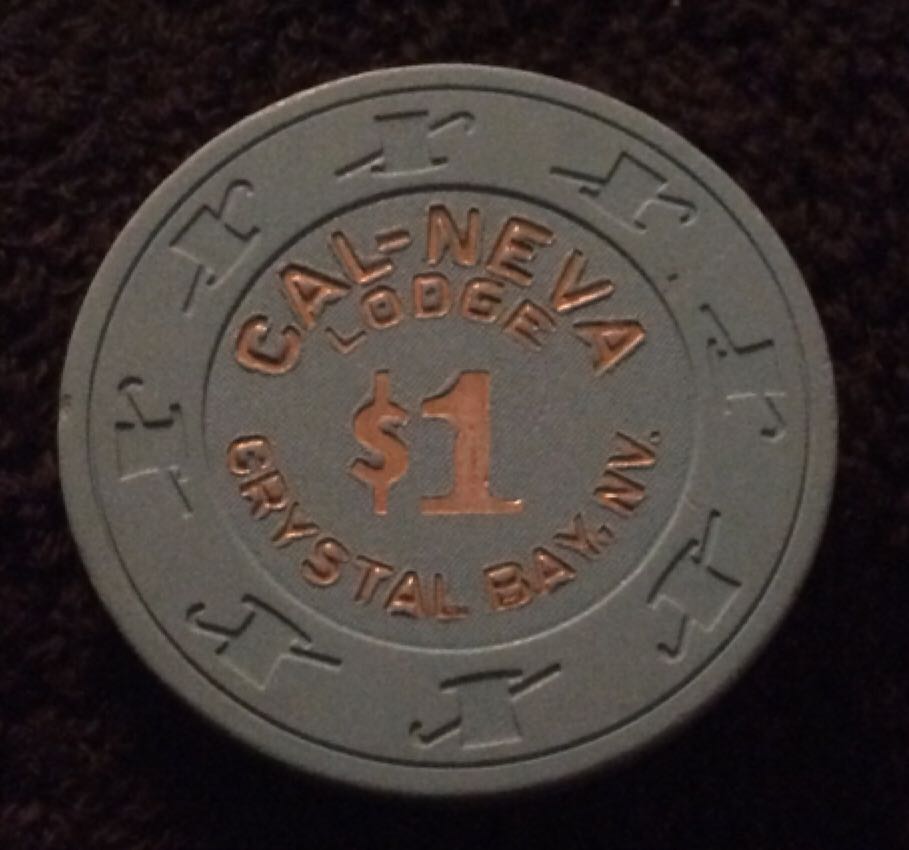 CAL-NEVA
LODGE
$1
CRYSTAL BAY, NV.